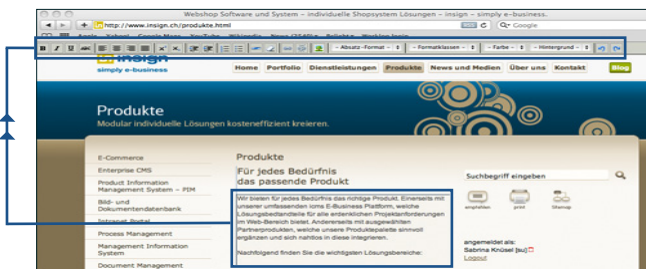 Webshop Software und System - individuelle Shopsystem Lösungen - insign - simply e-business.
http://www.insign.ch/produkte.html
Google
B I U ABC
- Absatz-Format -
- Formatklassen -
- Farbe -
- Hintergrund -
insign
simply e-business
Home Portfolio Dienstleistungen Produkte News und Medien Über uns Kontakt Blog
Produkte
Modular individuelle Lösungen kosteneffizient kreieren.
E-Commerce
Enterprise CMS
Product Information
Management System - PIM
Bild- und
Dokumentendatenbank
Intranet Portal
Process Management
Management Information
System
Document Management
Produkte
Für jedes Bedürfnis
das passende Produkt
Wir bieten für jedes Bedürfnis das richtige Produkt. Einerseits mit
unserer umfassenden ions E-Business Plattform, welche
Lösungsbedtandteile für alle erdenklichen Projektanforderungen
im Web-Bereich bietet. Andererseits mit ausgewählten
Partnerprodukten, welche unsere Produktepalette sinnvoll
ergänzen und sich nahtlos in diese integrieren.
Nachfolgend finden Sie die wichtigsten Lösungsbereiche:
Suchbegriff eingeben
empfehlen print Sitemap
angemeldet als:
Sabrina Knüsel [su]
Logout